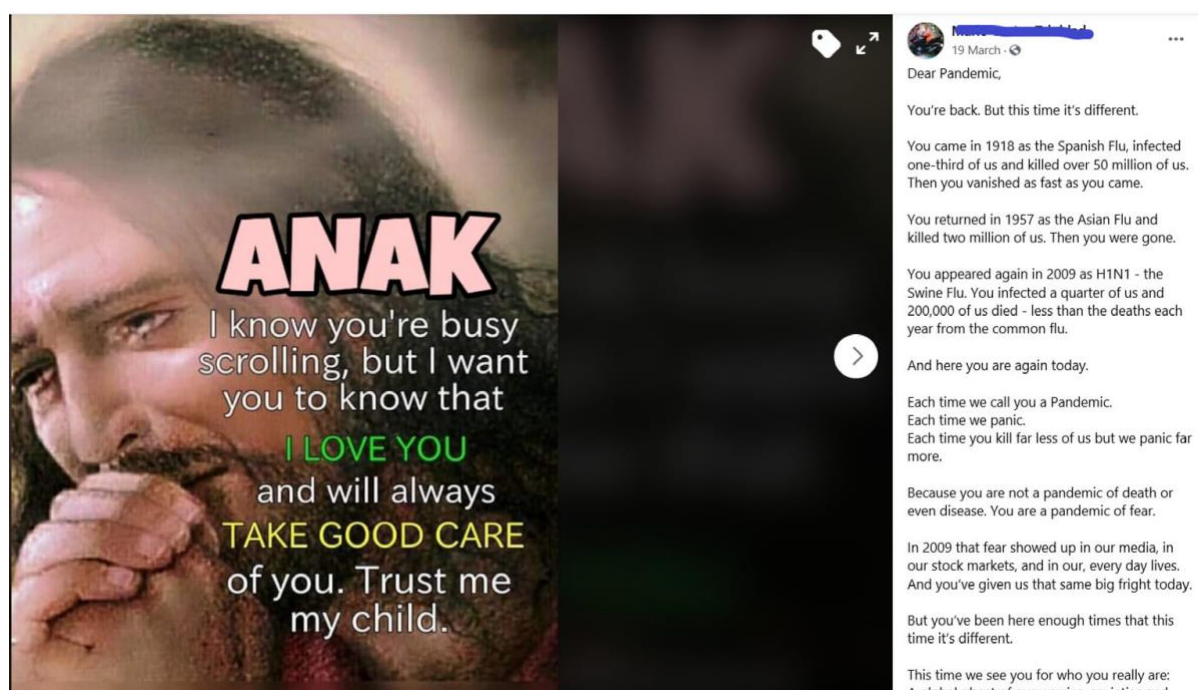 ANAK
I know you're busy
scrolling, but I want
you to know that
I LOVE YOU
and will always
TAKE GOOD CARE
of you. Trust me
my child.
19 March ·
Dear Pandemic,
You're back. But this time it's different.
You came in 1918 as the Spanish Flu, infected
one-third of us and killed over 50 million of us.
Then you vanished as fast as you came.
You returned in 1957 as the Asian Flu and
killed two million of us. Then you were gone.
You appeared again in 2009 as H1N1 - the
Swine Flu. You infected a quarter of us and
200,000 of us died - less than the deaths each
year from the common flu.
And here you are again today.
Each time we call you a Pandemic.
Each time we panic.
Each time you kill far less of us but we panic far
more.
Because you are not a pandemic of death or
even disease. You are a pandemic of fear.
In 2009 that fear showed up in our media, in
our stock markets, and in our, every day lives.
And you've given us that same big fright today.
But you've been here enough times that this
time it's different.
This time we see you for who you really are: